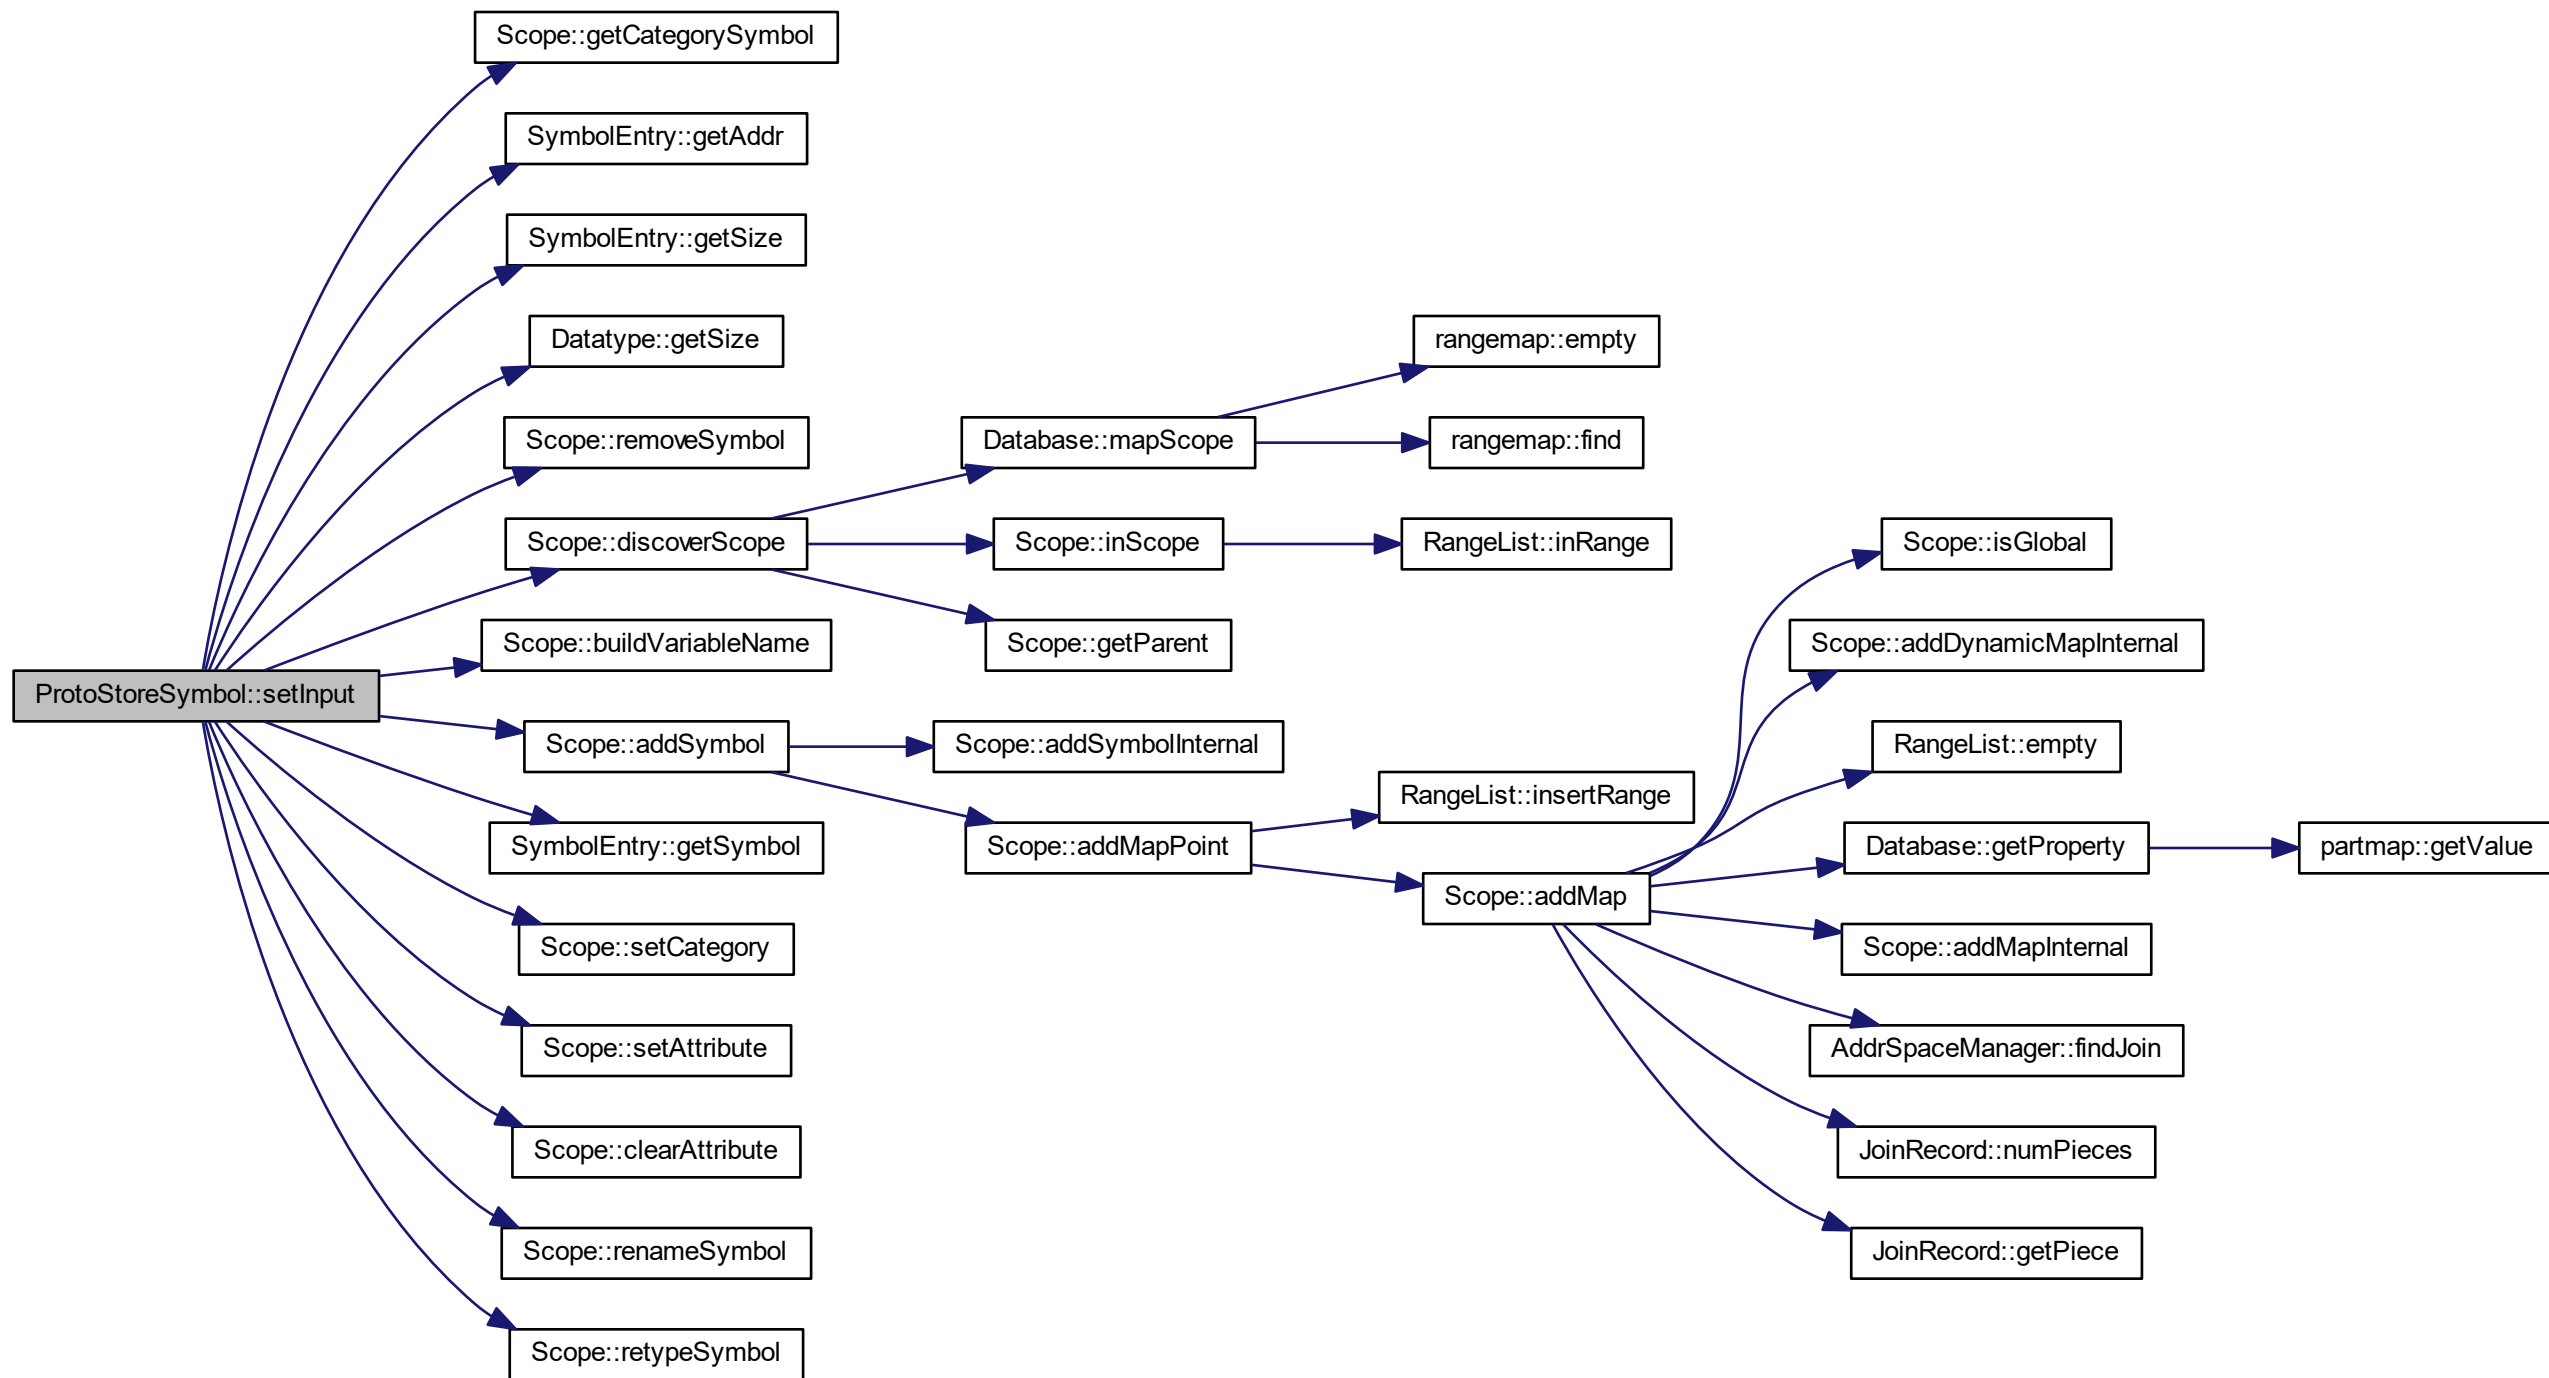 Scope::getCategorySymbol
SymbolEntry::getAddr
SymbolEntry::getSize
Datatype::getSize
rangemap::empty
Scope::removeSymbol
Database::mapScope
rangemap::find
Scope::discoverScope
Scope::inScope
RangeList::inRange
Scope::isGlobal
Scope::buildVariableName
Scope::getParent
Scope::addDynamicMapInternal
ProtoStoreSymbol::setInput
Scope::addSymbol
Scope::addSymbolInternal
RangeList::empty
RangeList::insertRange
SymbolEntry::getSymbol
Scope::addMapPoint
Database::getProperty
partmap::getValue
Scope::addMap
Scope::setCategory
Scope::addMapInternal
Scope::setAttribute
AddrSpaceManager::findJoin
Scope::clearAttribute
JoinRecord::numPieces
Scope::renameSymbol
JoinRecord::getPiece
Scope::retypeSymbol